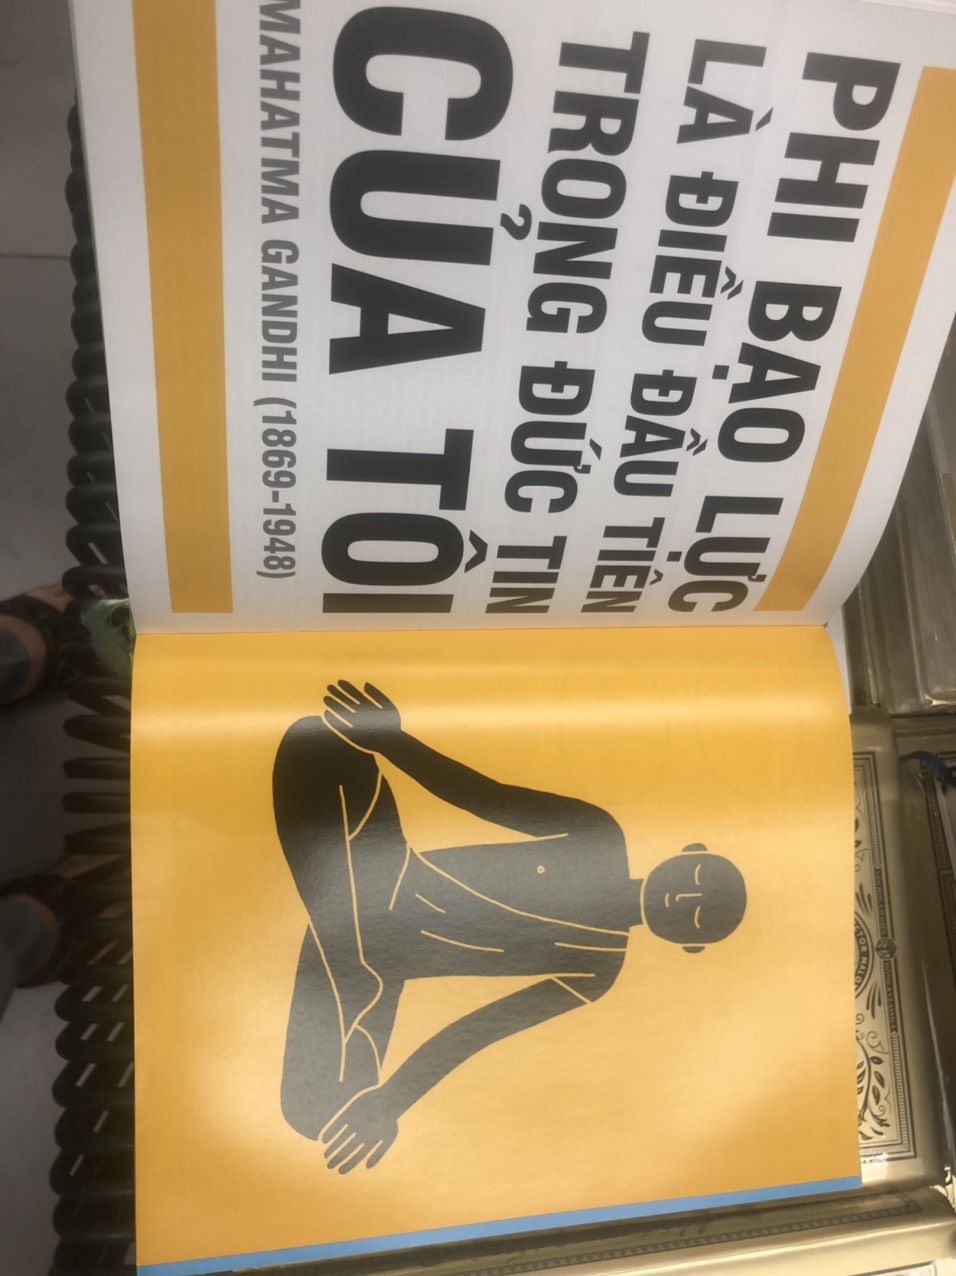 PHI BẠO LỰC
LÀ ĐIỀU ĐẦU TIÊN
TRONG ĐỨC TIN
CỦA TÔI
MAHATMA GANDHI (1869-1948)